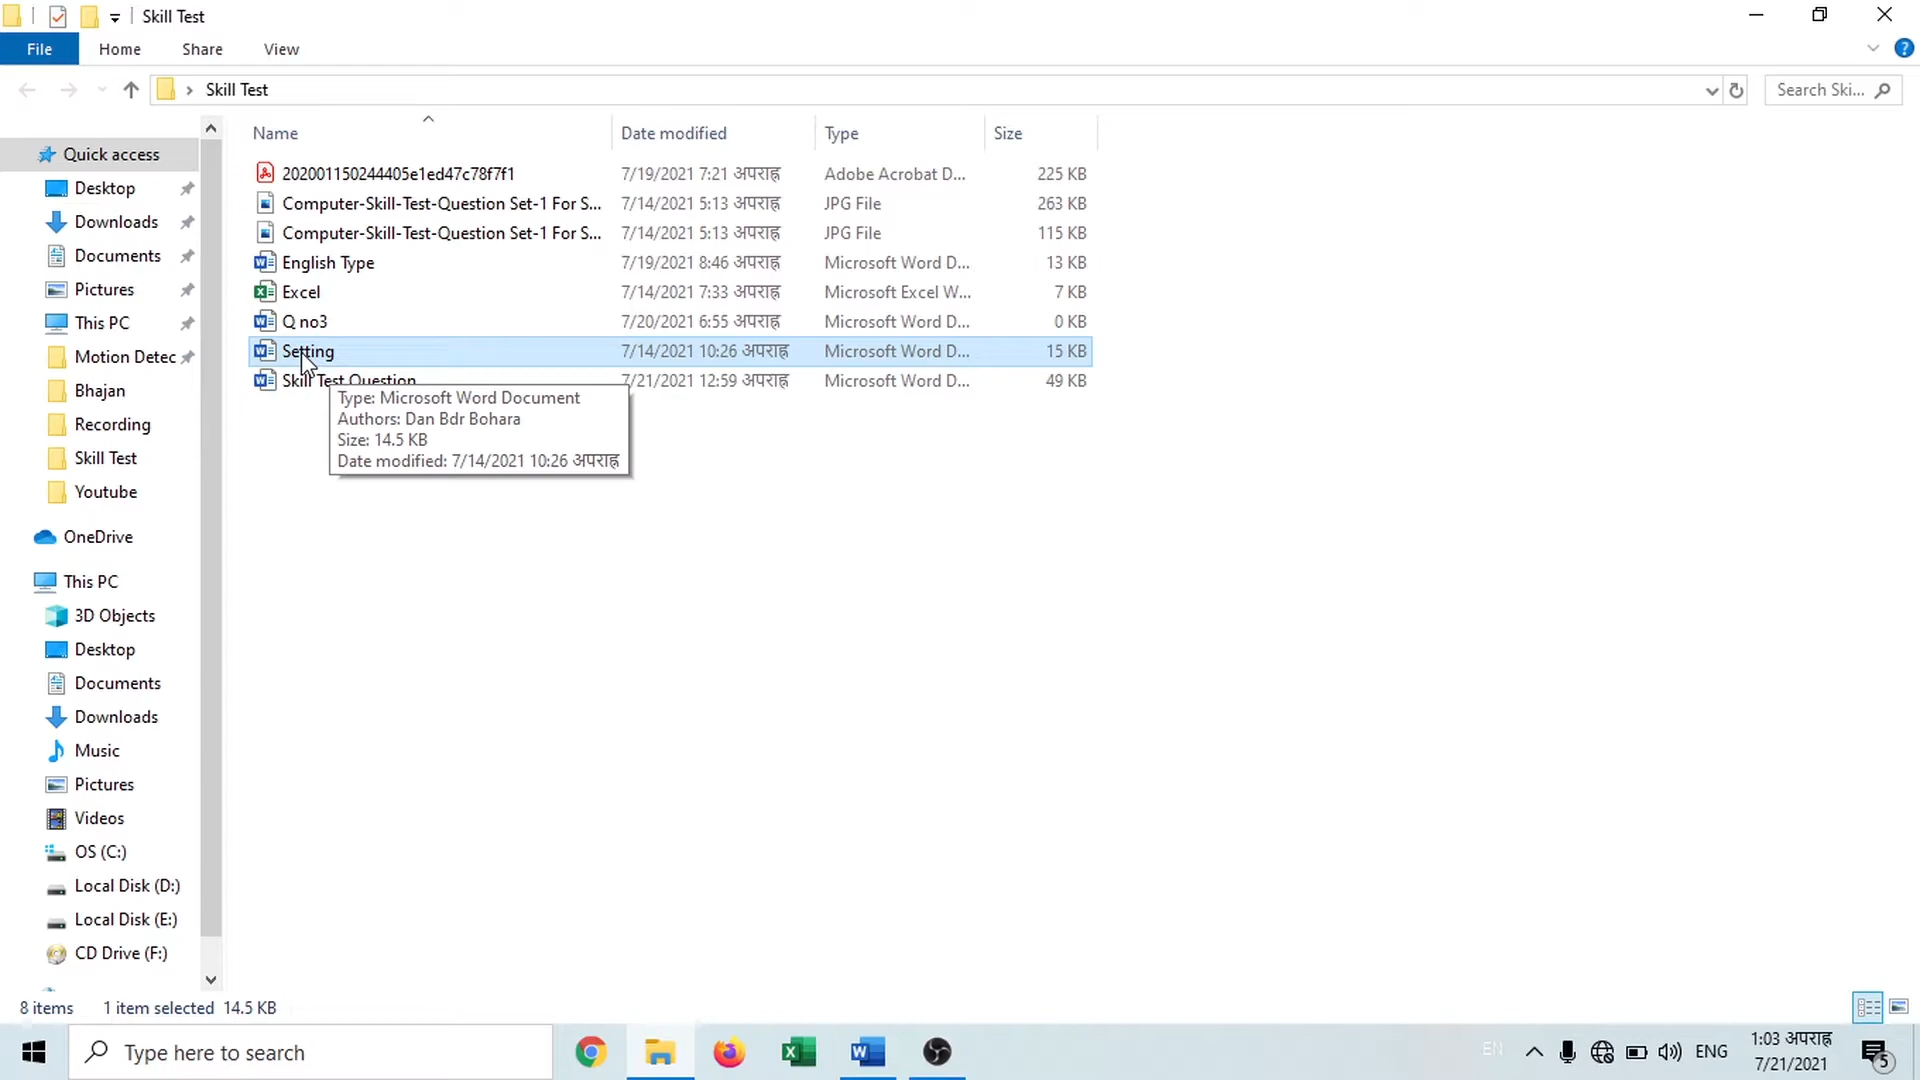 Skill Test
File Home Share View
Skill Test
Search Ski...
Name Date modified Type Size
202001150244405e1ed47c78f7f1 7/19/2021 7:21 अपराह्न Adobe Acrobat D... 225 KB
Computer-Skill-Test-Question Set-1 For S... 7/14/2021 5:13 अपराह्न JPG File 263 KB
Computer-Skill-Test-Question Set-1 For S... 7/14/2021 5:13 अपराह्न JPG File 115 KB
English Type 7/19/2021 8:46 अपराह्न Microsoft Word D... 13 KB
Excel 7/14/2021 7:33 अपराह्न Microsoft Excel W... 7 KB
Q no3 7/20/2021 6:55 अपराह्न Microsoft Word D... 0 KB
Setting 7/14/2021 10:26 अपराह्न Microsoft Word D... 15 KB
Skill Test Question 7/21/2021 12:59 अपराह्न Microsoft Word D... 49 KB
Type: Microsoft Word Document
Authors: Dan Bdr Bohara
Size: 14.5 KB
Date modified: 7/14/2021 10:26 अपराह्न
Quick access
Desktop
Downloads
Documents
Pictures
This PC
Motion Detec
Bhajan
Recording
Skill Test
Youtube
OneDrive
This PC
3D Objects
Desktop
Documents
Downloads
Music
Pictures
Videos
OS (C:)
Local Disk (D:)
Local Disk (E:)
CD Drive (F:)
8 items 1 item selected 14.5 KB
Type here to search
EN
ENG
1:03 अपराह्न
7/21/2021
5